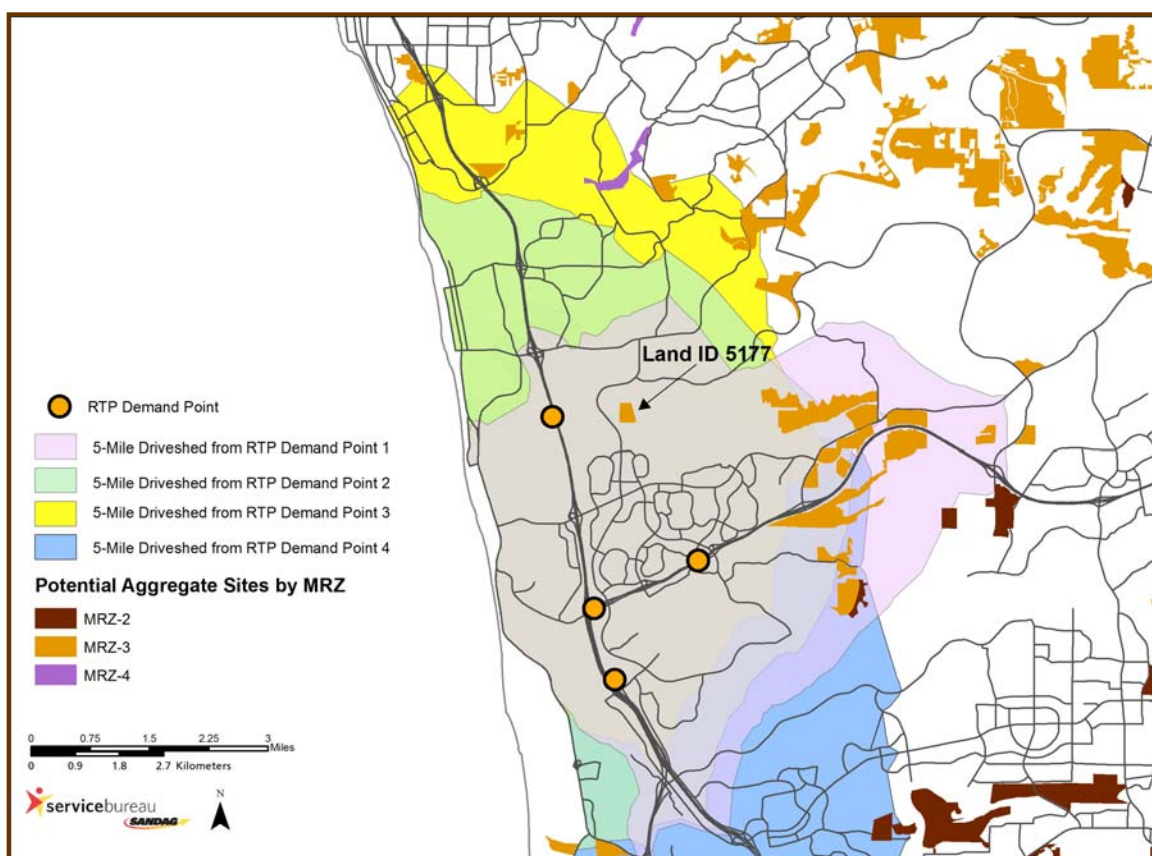 Land ID 5177
RTP Demand Point
5-Mile Driveshed from RTP Demand Point 1
5-Mile Driveshed from RTP Demand Point 2
5-Mile Driveshed from RTP Demand Point 3
5-Mile Driveshed from RTP Demand Point 4
Potential Aggregate Sites by MRZ
MRZ-2
MRZ-3
MRZ-4
0 0.75 1.5 2.25 3
Miles
0 0.9 1.8 2.7 Kilometers
servicebureau
SANDAG
N